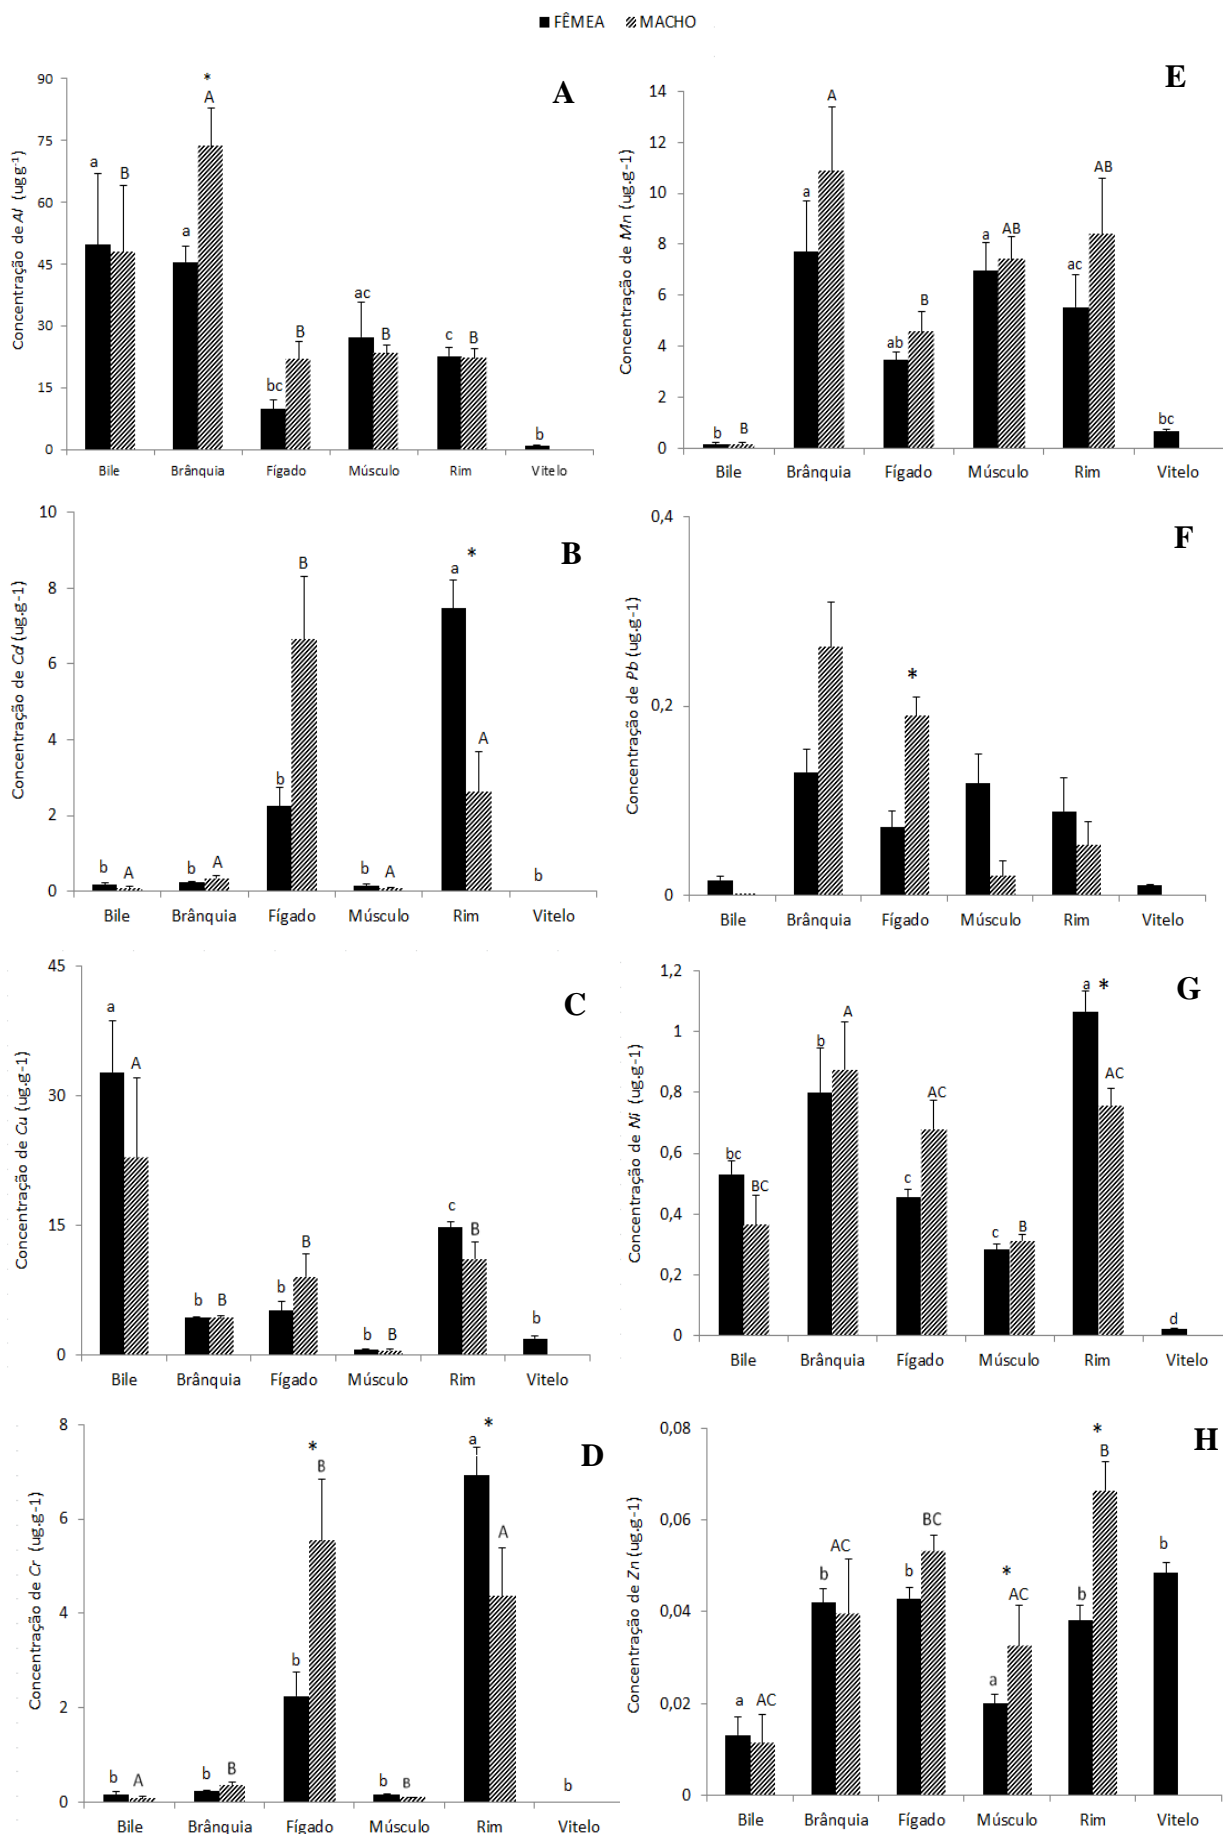 FÊMEA MACHO
A
Concentração de Al (ug g-1)
90
75
60
45
30
15
0
a B a A * bc B ac B c B b
Bile Brânquia Fígado Músculo Rim Vitelo
E
Concentração de Mn (ug.g-1)
14
12
10
8
6
4
2
0
b B a A ab B a AB ac AB bc
Bile Brânquia Fígado Músculo Rim Vitelo
B
Concentração de Cd (ug.g-1)
10
8
6
4
2
0
b A b A b B b A a * A b
Bile Brânquia Fígado Músculo Rim Vitelo
F
Concentração de Pb (ug.g-1)
0,4
0,2
0
*
Bile Brânquia Fígado Músculo Rim Vitelo
C
Concentração de Cu (ug.g-1)
45
30
15
0
a A b B b B b B c B b
Bile Brânquia Fígado Músculo Rim Vitelo
G
Concentração de Ni (ug.g-1)
1,2
1
0,8
0,6
0,4
0,2
0
bc BC b A c AC c B a * AC d
Bile Brânquia Fígado Músculo Rim Vitelo
D
Concentração de Cr (ug.g-1)
8
6
4
2
0
b A b B b * B b B a * A b
Bile Brânquia Fígado Músculo Rim Vitelo
H
Concentração de Zn (ug.g-1)
0,08
0,06
0,04
0,02
0
a AC b AC b BC a * AC b * B b
Bile Brânquia Fígado Músculo Rim Vitelo